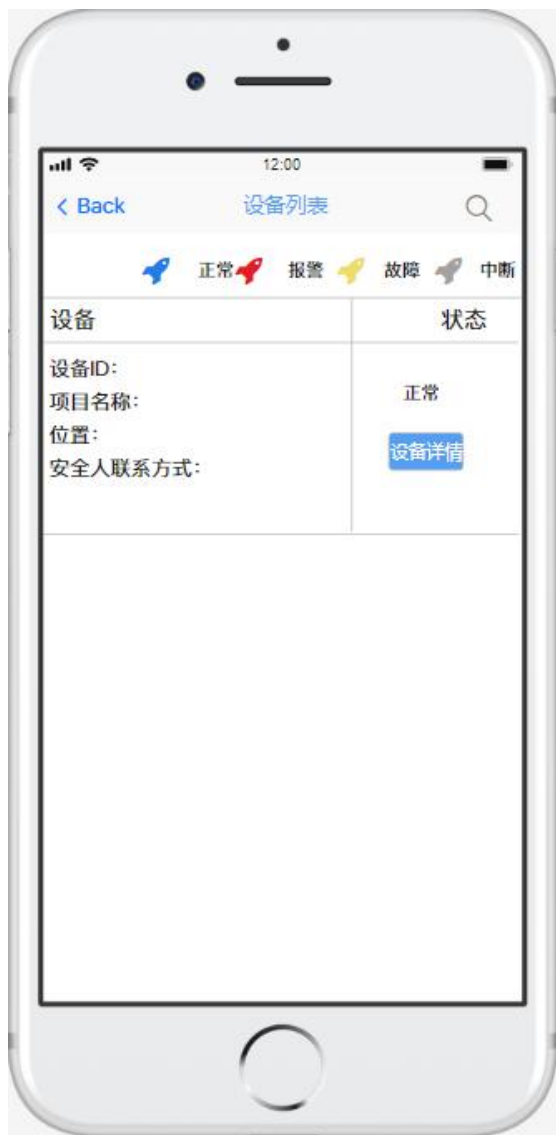 12:00
Back
设备列表
正常 报警 故障 中断
设备 状态
设备ID：
项目名称：
位置：
安全人联系方式：
正常
设备详情